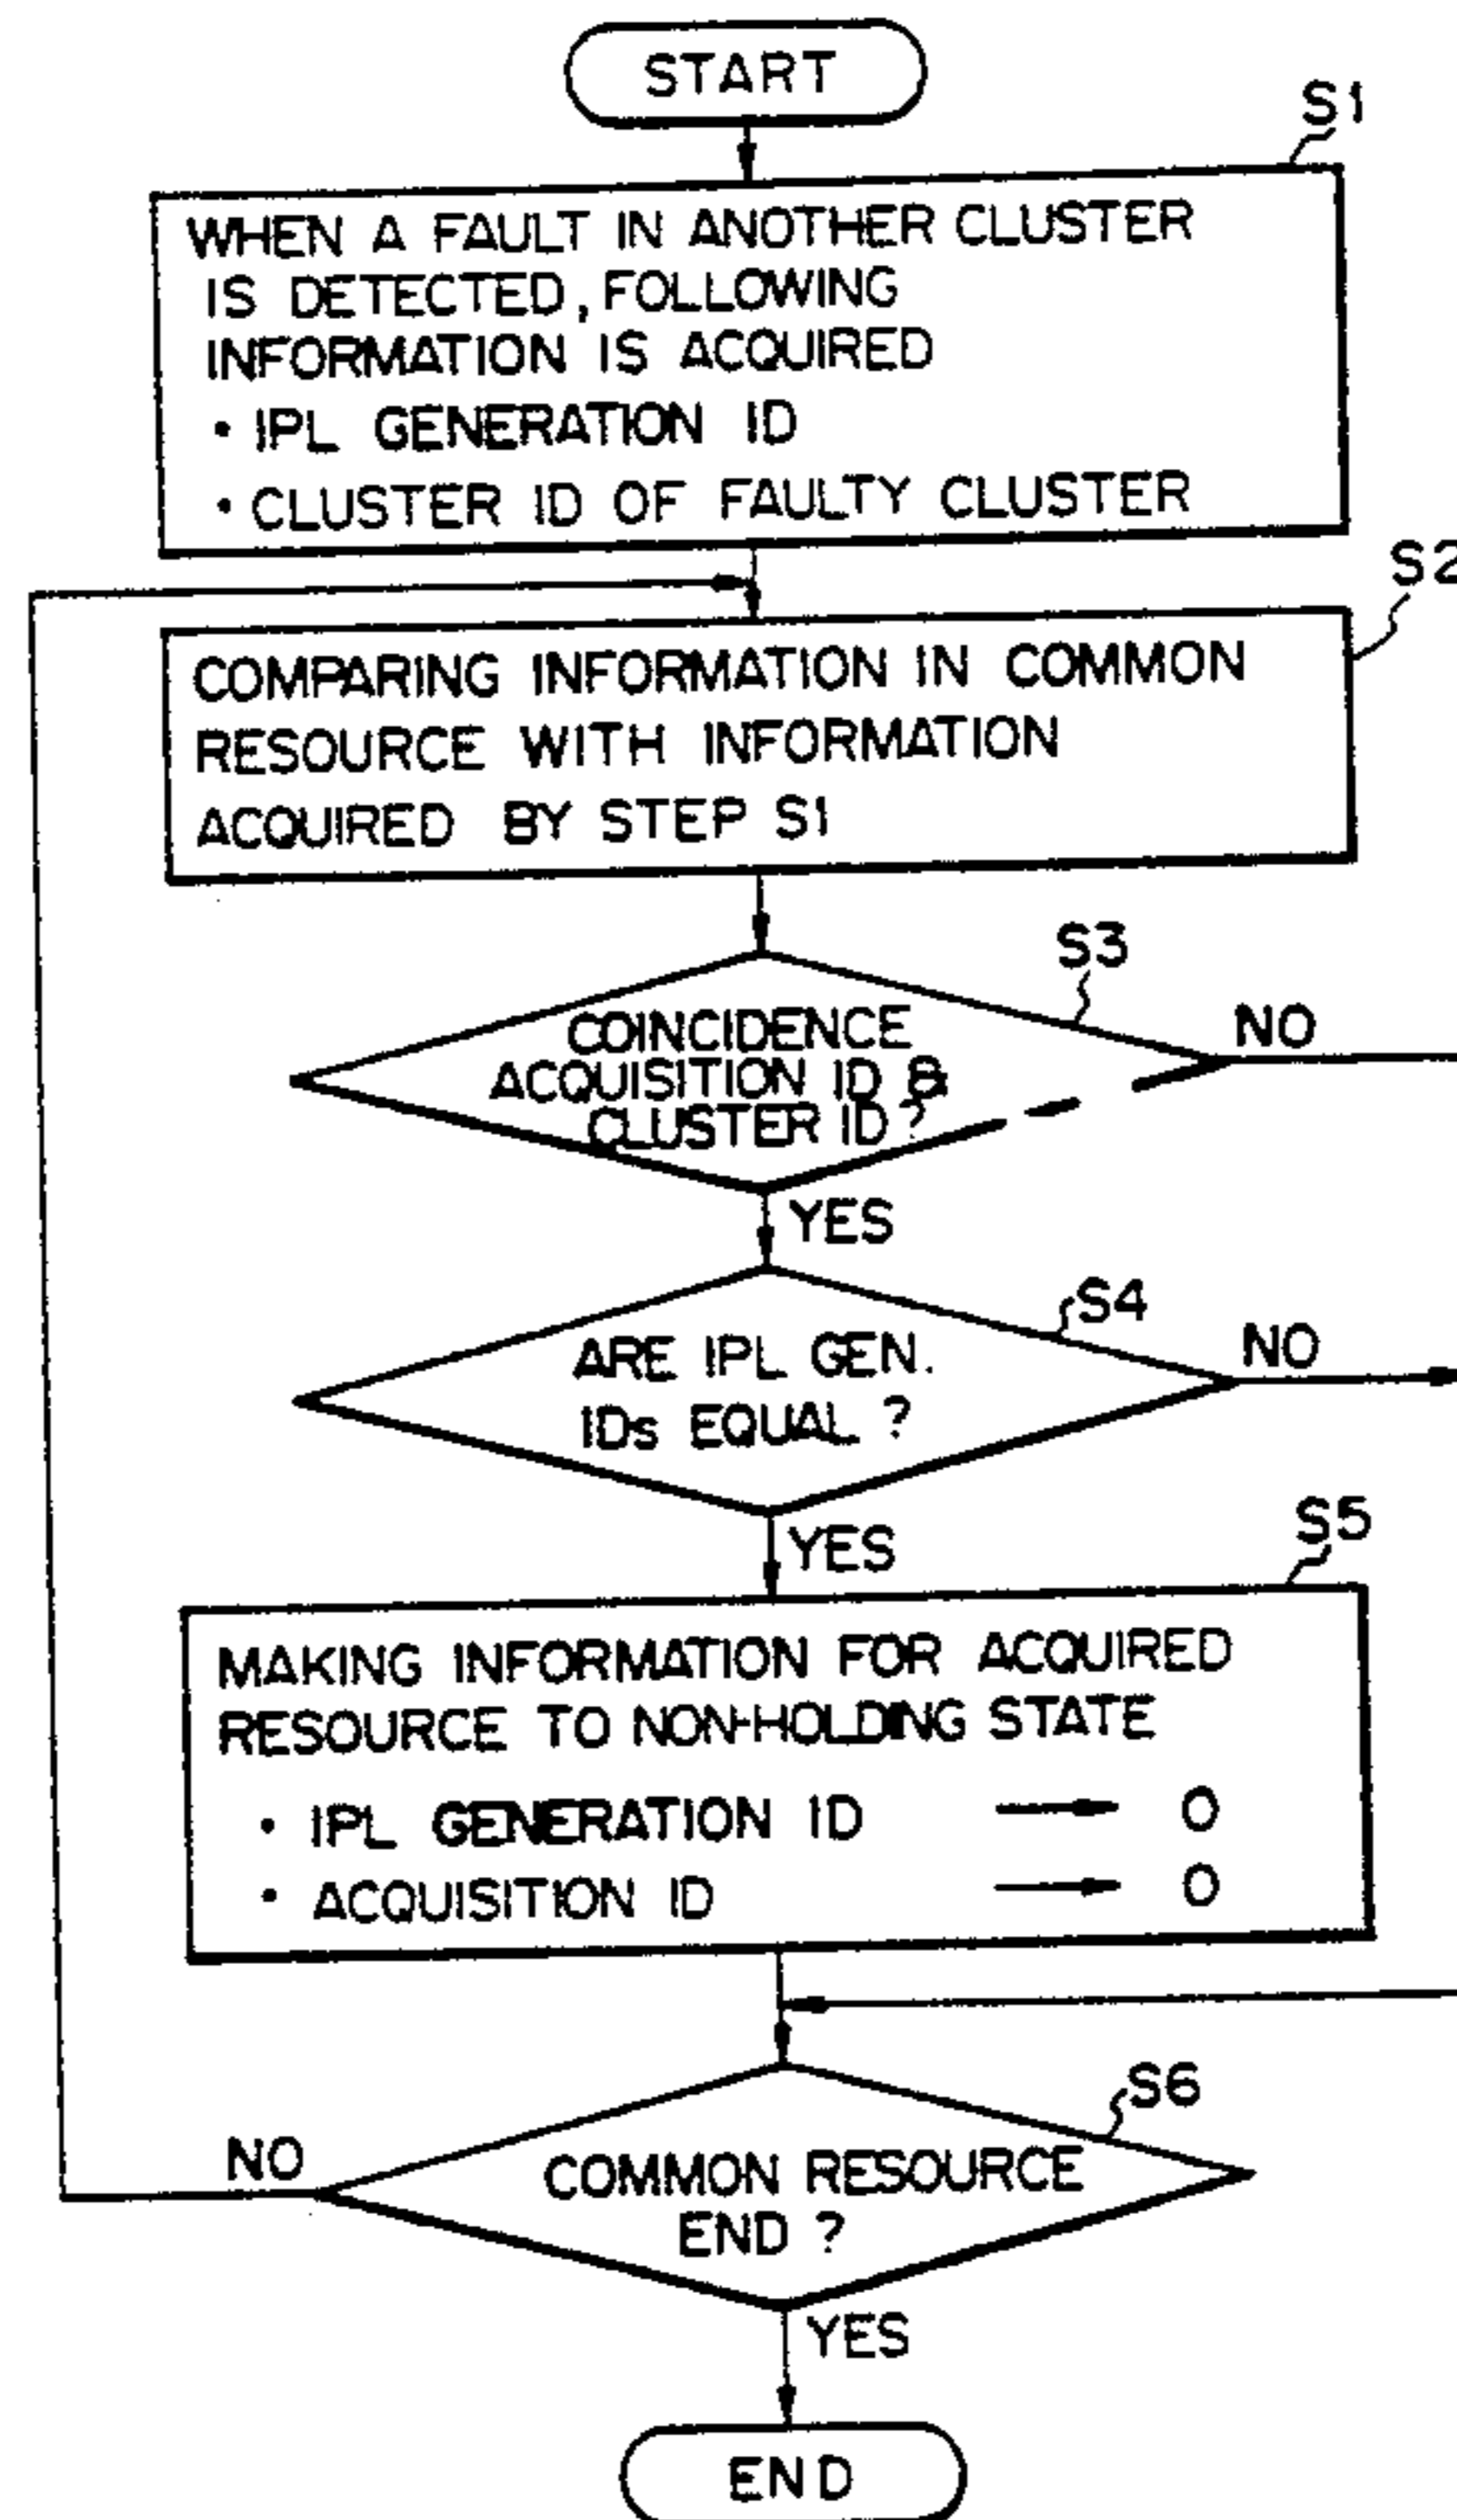 START
S1
WHEN A FAULT IN ANOTHER CLUSTER
IS DETECTED, FOLLOWING
INFORMATION IS ACQUIRED
• IPL GENERATION ID
• CLUSTER ID OF FAULTY CLUSTER
S2
COMPARING INFORMATION IN COMMON
RESOURCE WITH INFORMATION
ACQUIRED BY STEP S1
S3
COINCIDENCE
ACQUISITION ID &
CLUSTER ID ?
NO
YES
S4
ARE IPL GEN.
IDs EQUAL ?
NO
YES
S5
MAKING INFORMATION FOR ACQUIRED
RESOURCE TO NON-HOLDING STATE
• IPL GENERATION ID → 0
• ACQUISITION ID → 0
S6
COMMON RESOURCE
END ?
NO
YES
END